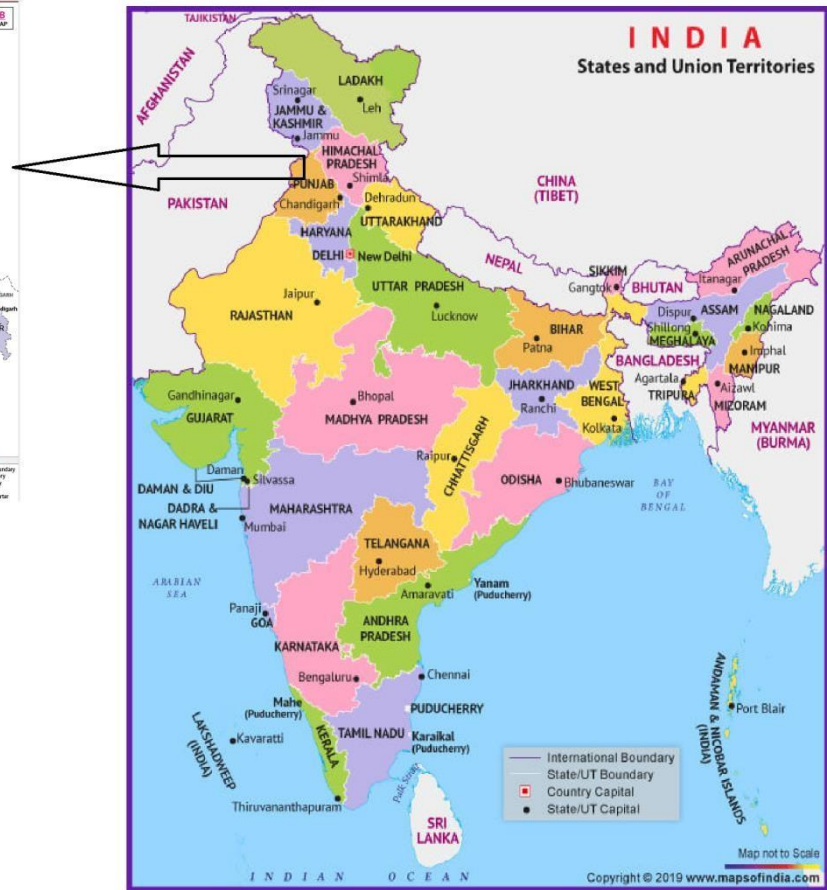 INDIA
States and Union Territories
TAJIKISTAN
AFGHANISTAN
LADAKH
Srinagar
Leh
JAMMU &
KASHMIR
Jammu
HIMACHAL
PRADESH
Shimla
PUNJAB
Chandigarh
PAKISTAN
Dehradun
UTTARAKHAND
CHINA
(TIBET)
HARYANA
DELHI
New Delhi
NEPAL
SIKKIM
Gangtok
BHUTAN
ARUNACHAL
PRADESH
Itanagar
UTTAR PRADESH
Lucknow
Jaipur
RAJASTHAN
BIHAR
Patna
Dispur
ASSAM
NAGALAND
Shillong
Kohima
MEGHALAYA
Imphal
MANIPUR
BANGLADESH
Agartala
TRIPURA
Aizawl
MIZORAM
MYANMAR
(BURMA)
Gandhinagar
GUJARAT
Bhopal
MADHYA PRADESH
JHARKHAND
Ranchi
WEST
BENGAL
Kolkata
Raipur
CHHATTISGARH
ODISHA
Bhubaneswar
BAY
OF
BENGAL
Daman
Silvassa
DAMAN & DIU
DADRA &
NAGAR HAVELI
MAHARASHTRA
Mumbai
TELANGANA
Hyderabad
ARABIAN
SEA
Amaravati
Yanam
(Puducherry)
Panaji
GOA
ANDHRA
PRADESH
KARNATAKA
Bengaluru
Chennai
Mahe
(Puducherry)
PUDUCHERRY
TAMIL NADU
Karaikal
(Puducherry)
KERALA
LAKSHADWEEP
(INDIA)
Kavaratti
Thiruvananthapuram
Palk Strait
SRI
LANKA
ANDAMAN & NICOBAR ISLANDS
(INDIA)
Port Blair
International Boundary
State/UT Boundary
Country Capital
State/UT Capital
INDIAN OCEAN
Map not to Scale
Copyright © 2019 www.mapsofindia.com